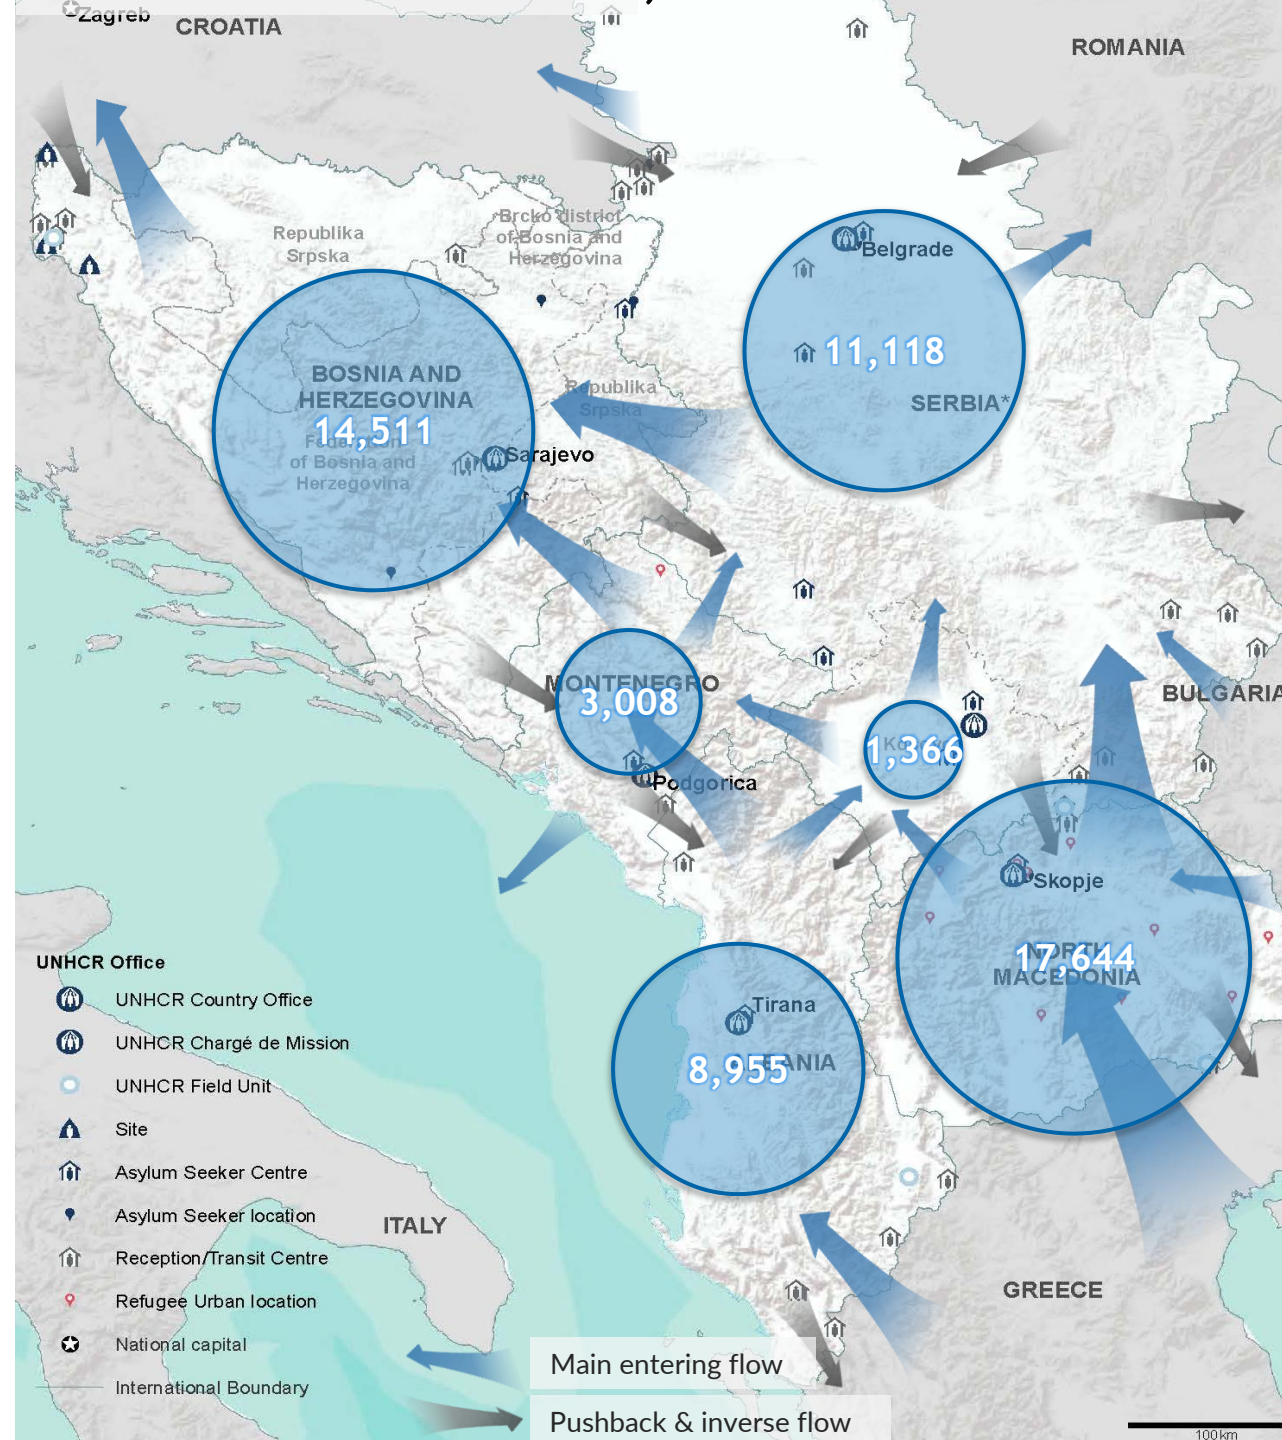 Zagreb
CROATIA
ROMANIA
Republika
Srpska
Brcko district
of Bosnia and
Herzegovina
Belgrade
11,118
SERBIA*
BOSNIA AND
HERZEGOVINA
14,511
Federation
of Bosnia and
Herzegovina
Republika
Srpska
Sarajevo
MONTENEGRO
3,008
Podgorica
1,366
BULGARIA
Skopje
NORTH
17,644
MACEDONIA
Tirana
ALBANIA
8,955
UNHCR Office
UNHCR Country Office
UNHCR Chargé de Mission
UNHCR Field Unit
Site
Asylum Seeker Centre
Asylum Seeker location
Reception/Transit Centre
Refugee Urban location
National capital
International Boundary
ITALY
GREECE
Main entering flow
Pushback & inverse flow
100km